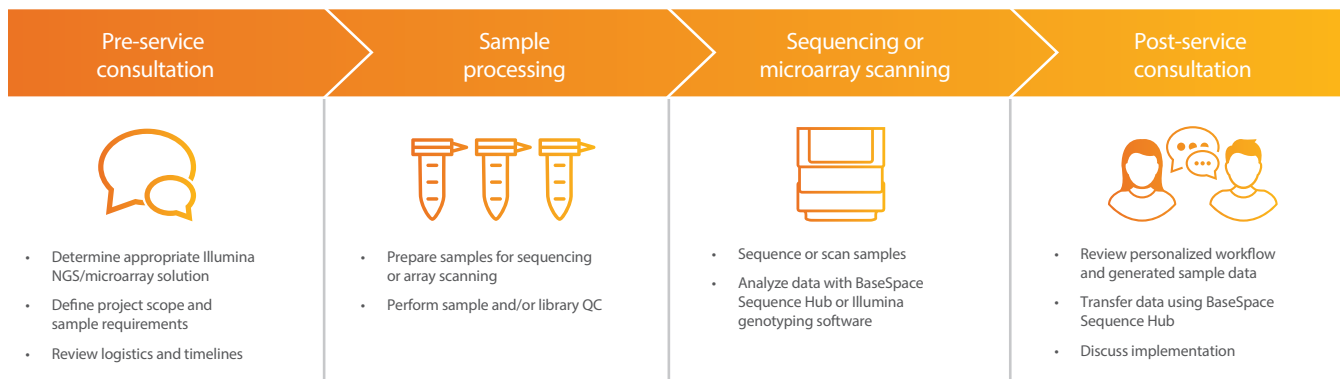 Pre-service
consultation
Sample
processing
Sequencing or
microarray scanning
Post-service
consultation
• Determine appropriate Illumina
NGS/microarray solution
• Define project scope and
sample requirements
• Review logistics and timelines
• Prepare samples for sequencing
or array scanning
• Perform sample and/or library QC
• Sequence or scan samples
• Analyze data with BaseSpace
Sequence Hub or Illumina
genotyping software
• Review personalized workflow
and generated sample data
• Transfer data using BaseSpace
Sequence Hub
• Discuss implementation